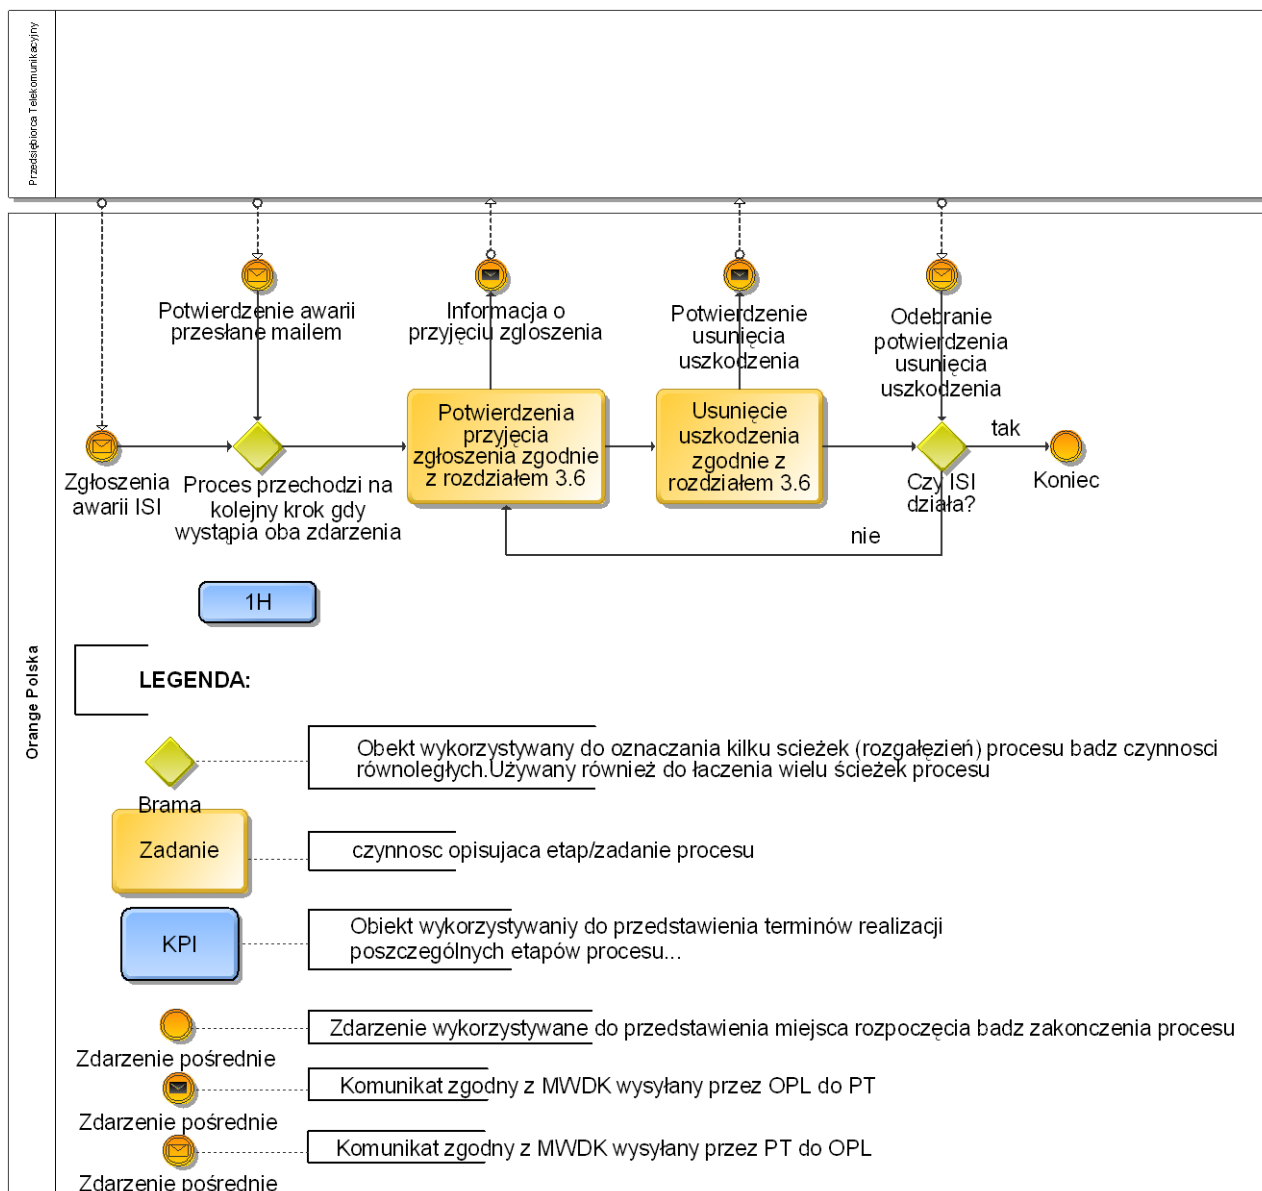 Przedsiębiorca Telekomunikacyjny
Orange Polska
Potwierdzenie awarii
przesłane mailem
Informacja o
przyjęciu zgloszenia
Potwierdzenie
usunięcia
uszkodzenia
Odebranie
potwierdzenia
usunięcia
uszkodzenia
Zgłoszenia
awarii ISI
Proces przechodzi na
kolejny krok gdy
wystąpia oba zdarzenia
Potwierdzenia
przyjęcia
zgłoszenia zgodnie
z rozdziałem 3.6
Usunięcie
uszkodzenia
zgodnie z
rozdziałem 3.6
Czy ISI
działa?
tak
Koniec
nie
1H
LEGENDA:
Brama
Obekt wykorzystywany do oznaczania kilku scieżek (rozgałęzień) procesu badz czynnosci
równoległych.Używany również do łaczenia wielu ścieżek procesu
Zadanie
czynnosc opisujaca etap/zadanie procesu
KPI
Obiekt wykorzystywaniy do przedstawienia terminów realizacji
poszczególnych etapów procesu...
Zdarzenie pośrednie
Zdarzenie wykorzystywane do przedstawienia miejsca rozpoczęcia badz zakonczenia procesu
Zdarzenie pośrednie
Komunikat zgodny z MWDK wysyłany przez OPL do PT
Zdarzenie pośrednie
Komunikat zgodny z MWDK wysyłany przez PT do OPL